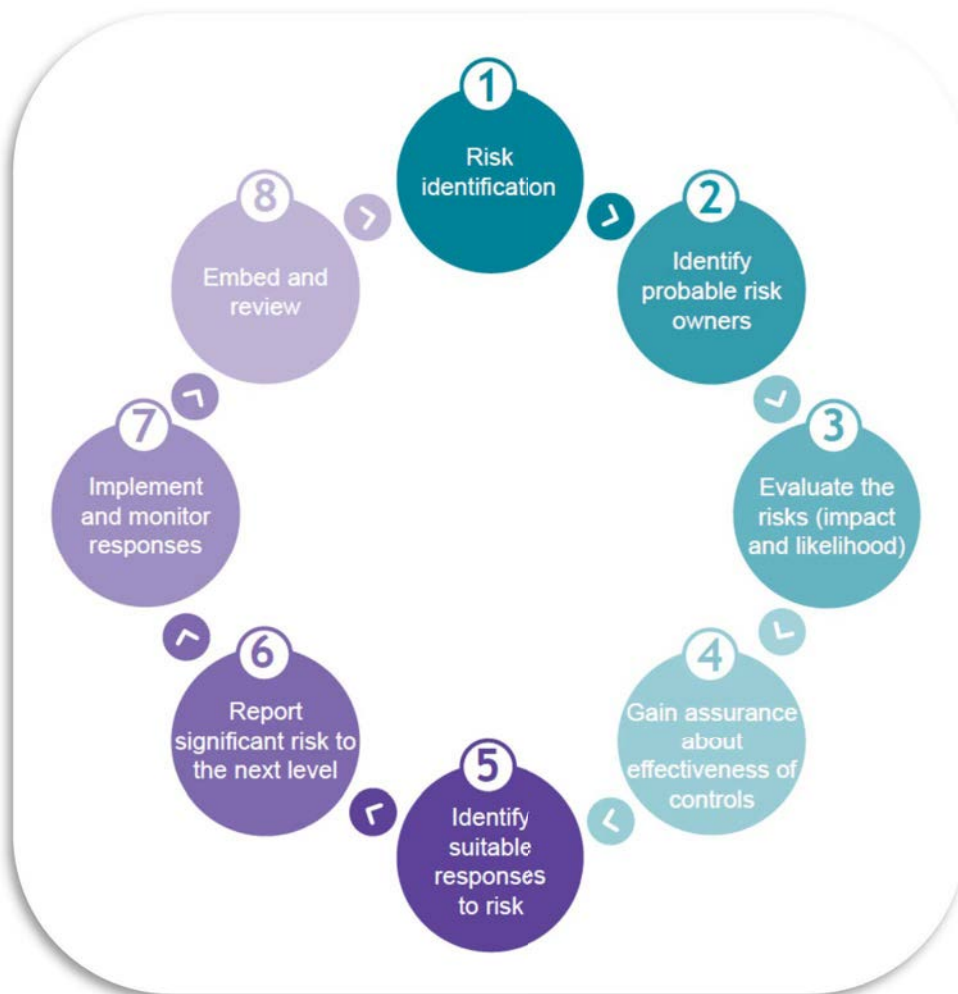 1
Risk
identification
2
Identify
probable risk
owners
3
Evaluate the
risks (impact
and likelihood)
4
Gain assurance
about
effectiveness of
controls
5
Identify
suitable
responses
to risk
6
Report
significant risk to
the next level
7
Implement
and monitor
responses
8
Embed and
review